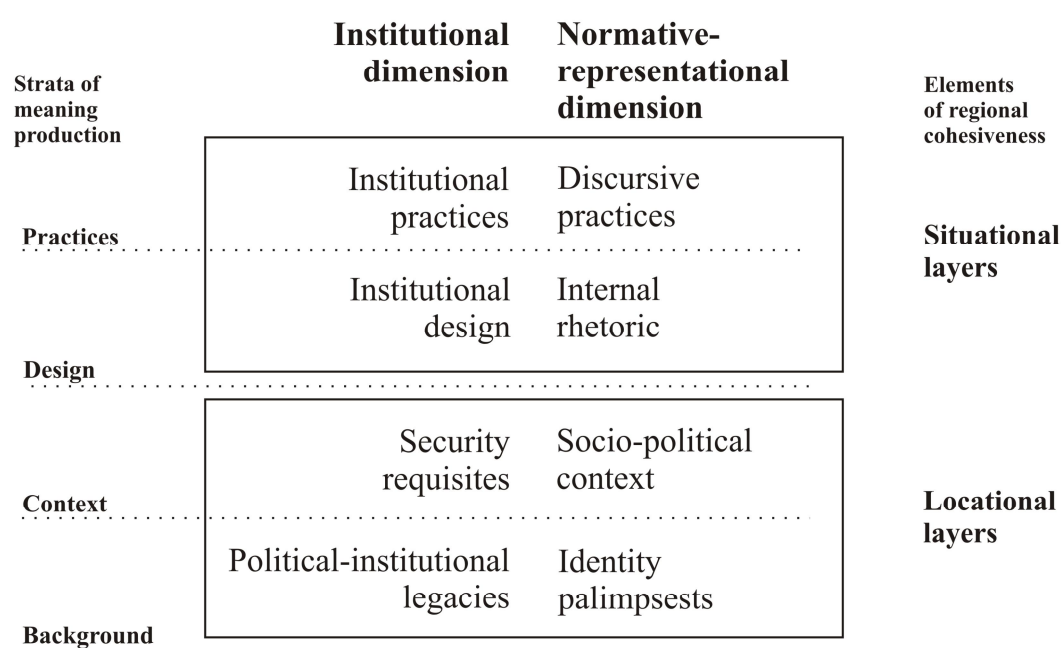 Institutional
dimension
Normative-
representational
dimension
Strata of
meaning
production
Elements
of regional
cohesiveness
Institutional
practices
Discursive
practices
Practices
Situational
layers
Institutional
design
Internal
rhetoric
Design
Security
requisites
Socio-political
context
Context
Locational
layers
Political-institutional
legacies
Identity
palimpsests
Background